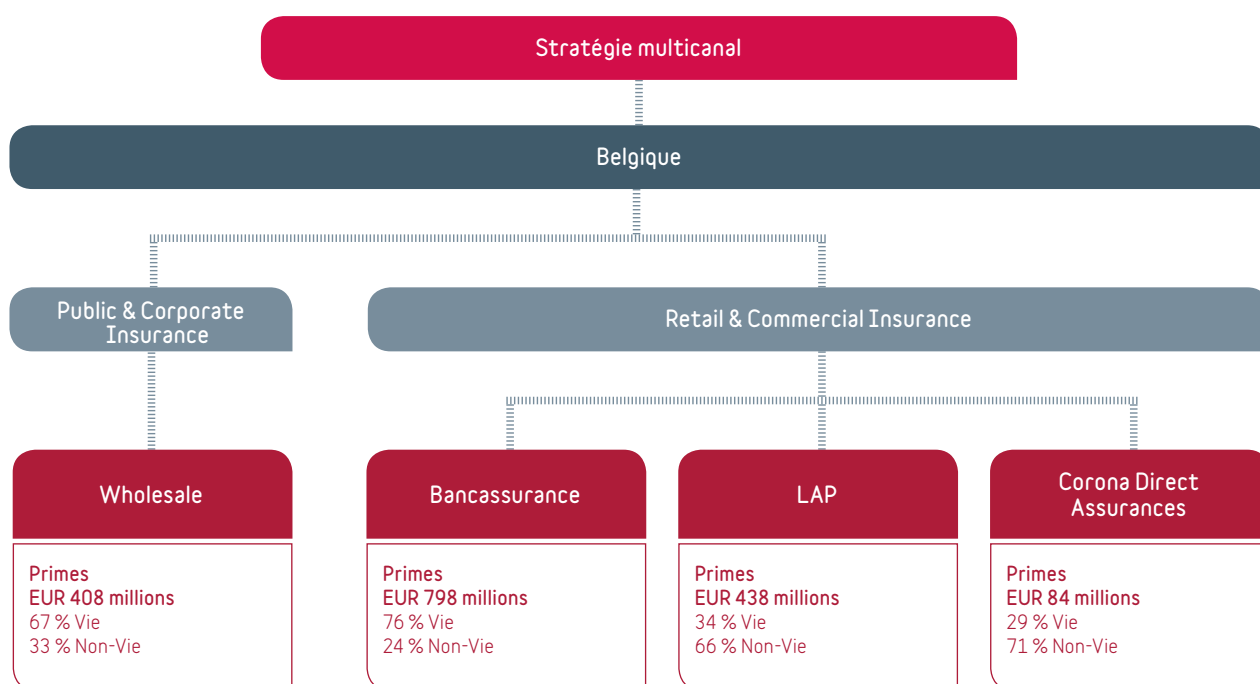 Stratégie multicanal
Belgique
Public & Corporate
Insurance
Retail & Commercial Insurance
Wholesale
Primes
EUR 408 millions
67 % Vie
33 % Non-Vie
Bancassurance
Primes
EUR 798 millions
76 % Vie
24 % Non-Vie
LAP
Primes
EUR 438 millions
34 % Vie
66 % Non-Vie
Corona Direct
Assurances
Primes
EUR 84 millions
29 % Vie
71 % Non-Vie